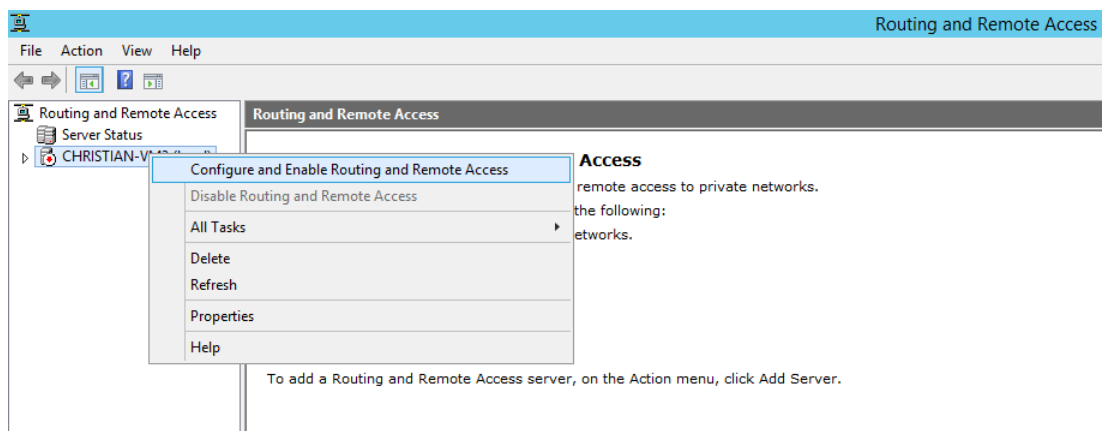 Routing and Remote Access
File Action View Help
Routing and Remote Access
Server Status
CHRISTIAN-
Routing and Remote Access
Configure and Enable Routing and Remote Access
Disable Routing and Remote Access
All Tasks
Delete
Refresh
Properties
Help
Access
remote access to private networks.
the following:
etworks.
To add a Routing and Remote Access server, on the Action menu, click Add Server.